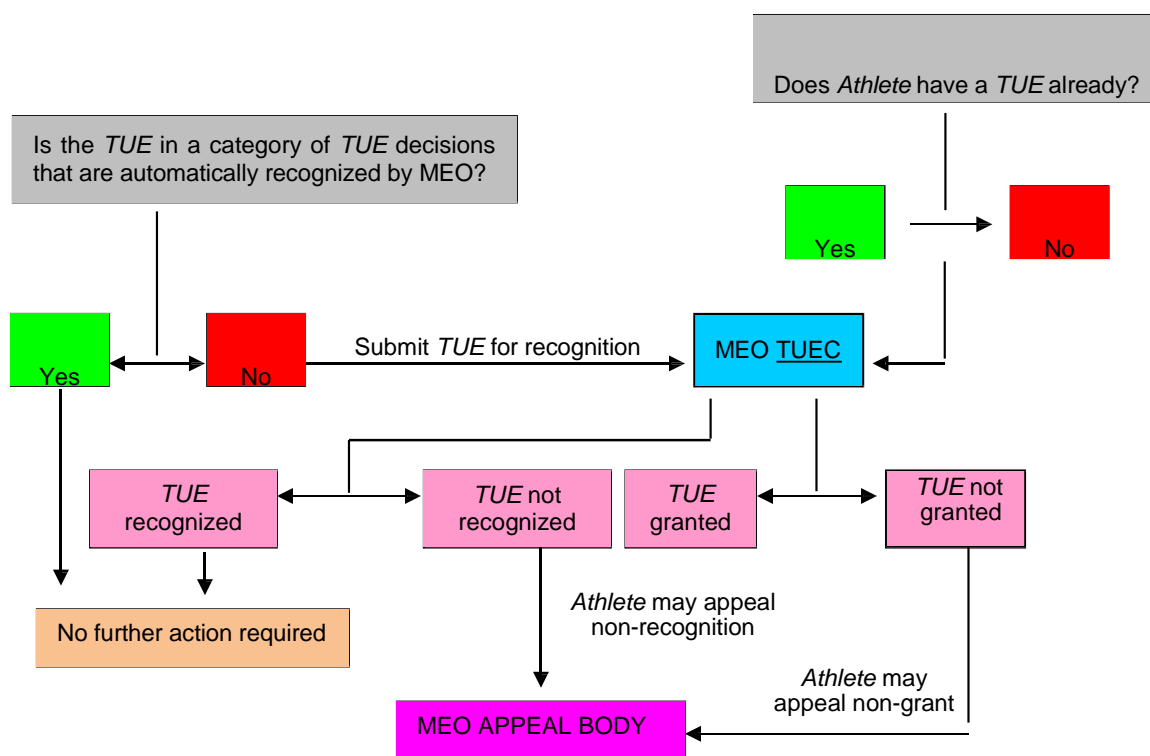 Does Athlete have a TUE already?
Is the TUE in a category of TUE decisions
that are automatically recognized by MEO?
Yes
No
Yes
No
Submit TUE for recognition
MEO TUEC
TUE
recognized
TUE not
recognized
TUE
granted
TUE not
granted
No further action required
Athlete may appeal
non-recognition
Athlete may
appeal non-grant
MEO APPEAL BODY